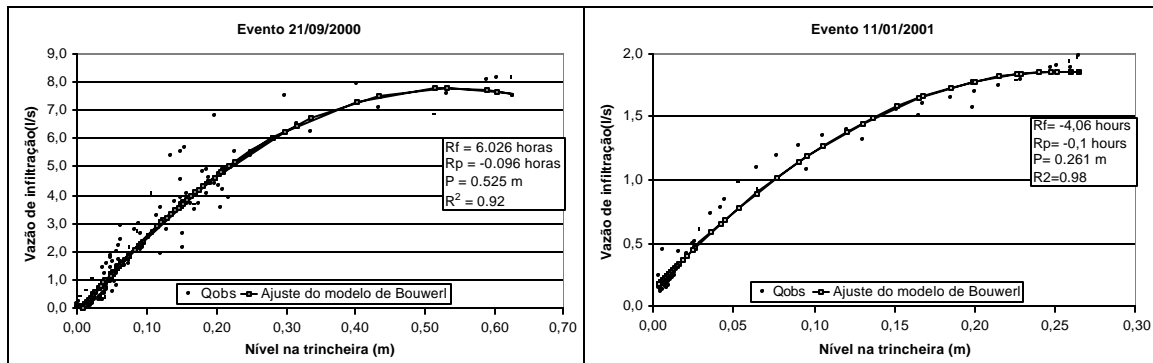 Evento 21/09/2000
9,0
8,0
7,0
6,0
5,0
4,0
3,0
2,0
1,0
0,0
Vazão de infiltração(l/s)
Rf = 6.026 horas
Rp = -0.096 horas
P = 0.525 m
R² = 0.92
Qobs
Ajuste do modelo de Bouwerl
0,00 0,10 0,20 0,30 0,40 0,50 0,60 0,70
Nível na trincheira (m)
Evento 11/01/2001
2,0
1,5
1,0
0,5
0,0
Vazão de infiltração(l/s)
Rf= -4,06 hours
Rp= -0,1 hours
P= 0.261 m
R2=0.98
Qobs
Ajuste do modelo de Bouwerl
0,00 0,05 0,10 0,15 0,20 0,25 0,30
Nível na trincheira (m)